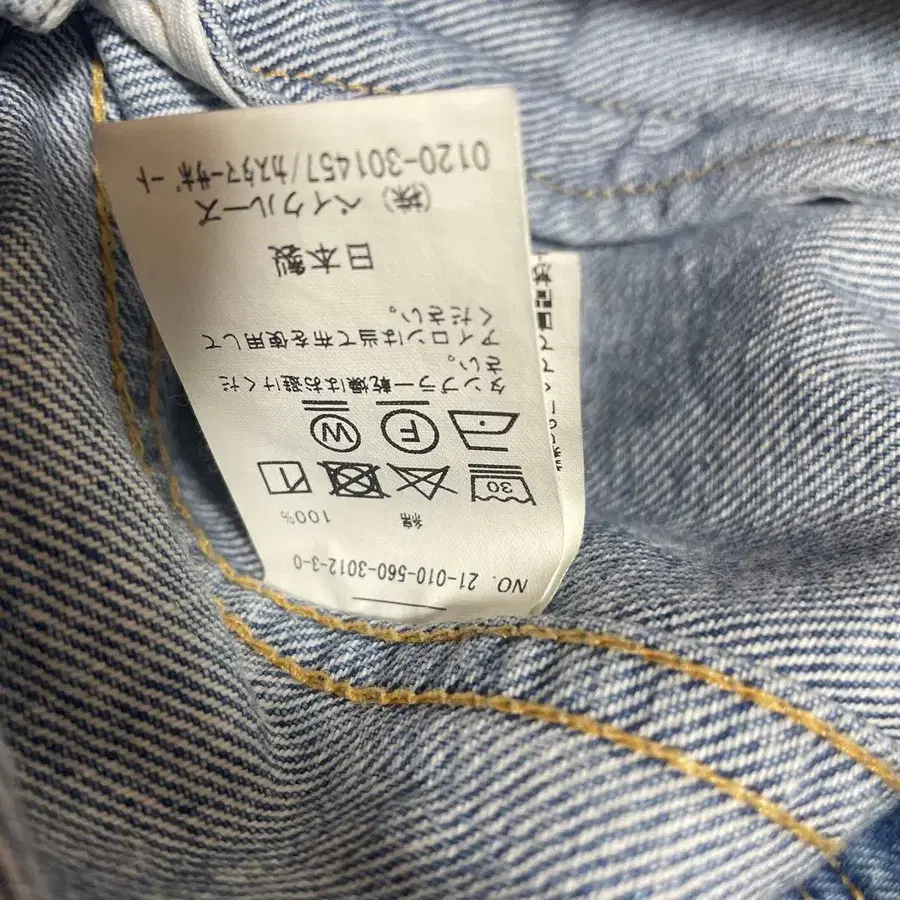 NO. 21-010-560-3012-3-0
綿 100%
30
F W
タンブラー乾燥はお避けくだ
さい。
アイロンは当て布を使用して
ください。
日本製
(株) ベイクルーズ
0120-301457/カスタマーサポート